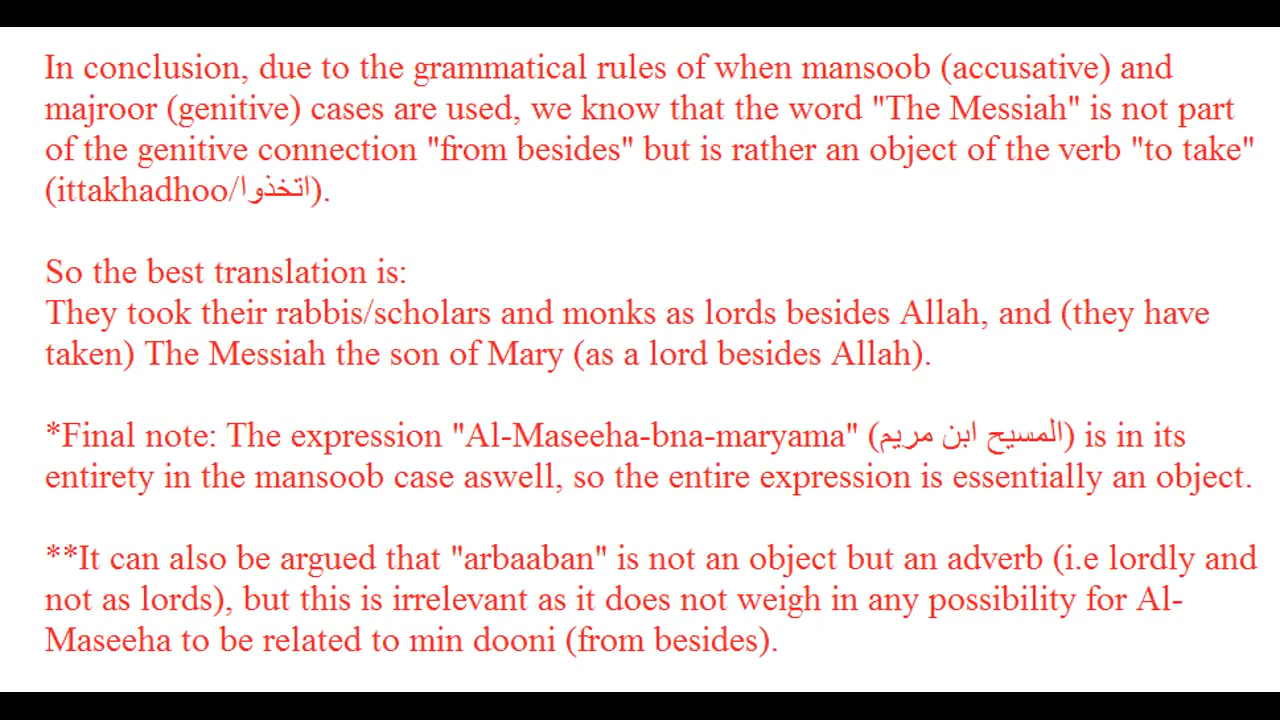 In conclusion, due to the grammatical rules of when mansoob (accusative) and
majroor (genitive) cases are used, we know that the word "The Messiah" is not part
of the genitive connection "from besides" but is rather an object of the verb "to take"
(ittakhadhoo/اتخذوا).
So the best translation is:
They took their rabbis/scholars and monks as lords besides Allah, and (they have
taken) The Messiah the son of Mary (as a lord besides Allah).
*Final note: The expression "Al-Maseeha-bna-maryama" (المسيح ابن مريم) is in its
entirety in the mansoob case aswell, so the entire expression is essentially an object.
**It can also be argued that "arbaaban" is not an object but an adverb (i.e lordly and
not as lords), but this is irrelevant as it does not weigh in any possibility for Al-
Maseeha to be related to min dooni (from besides).